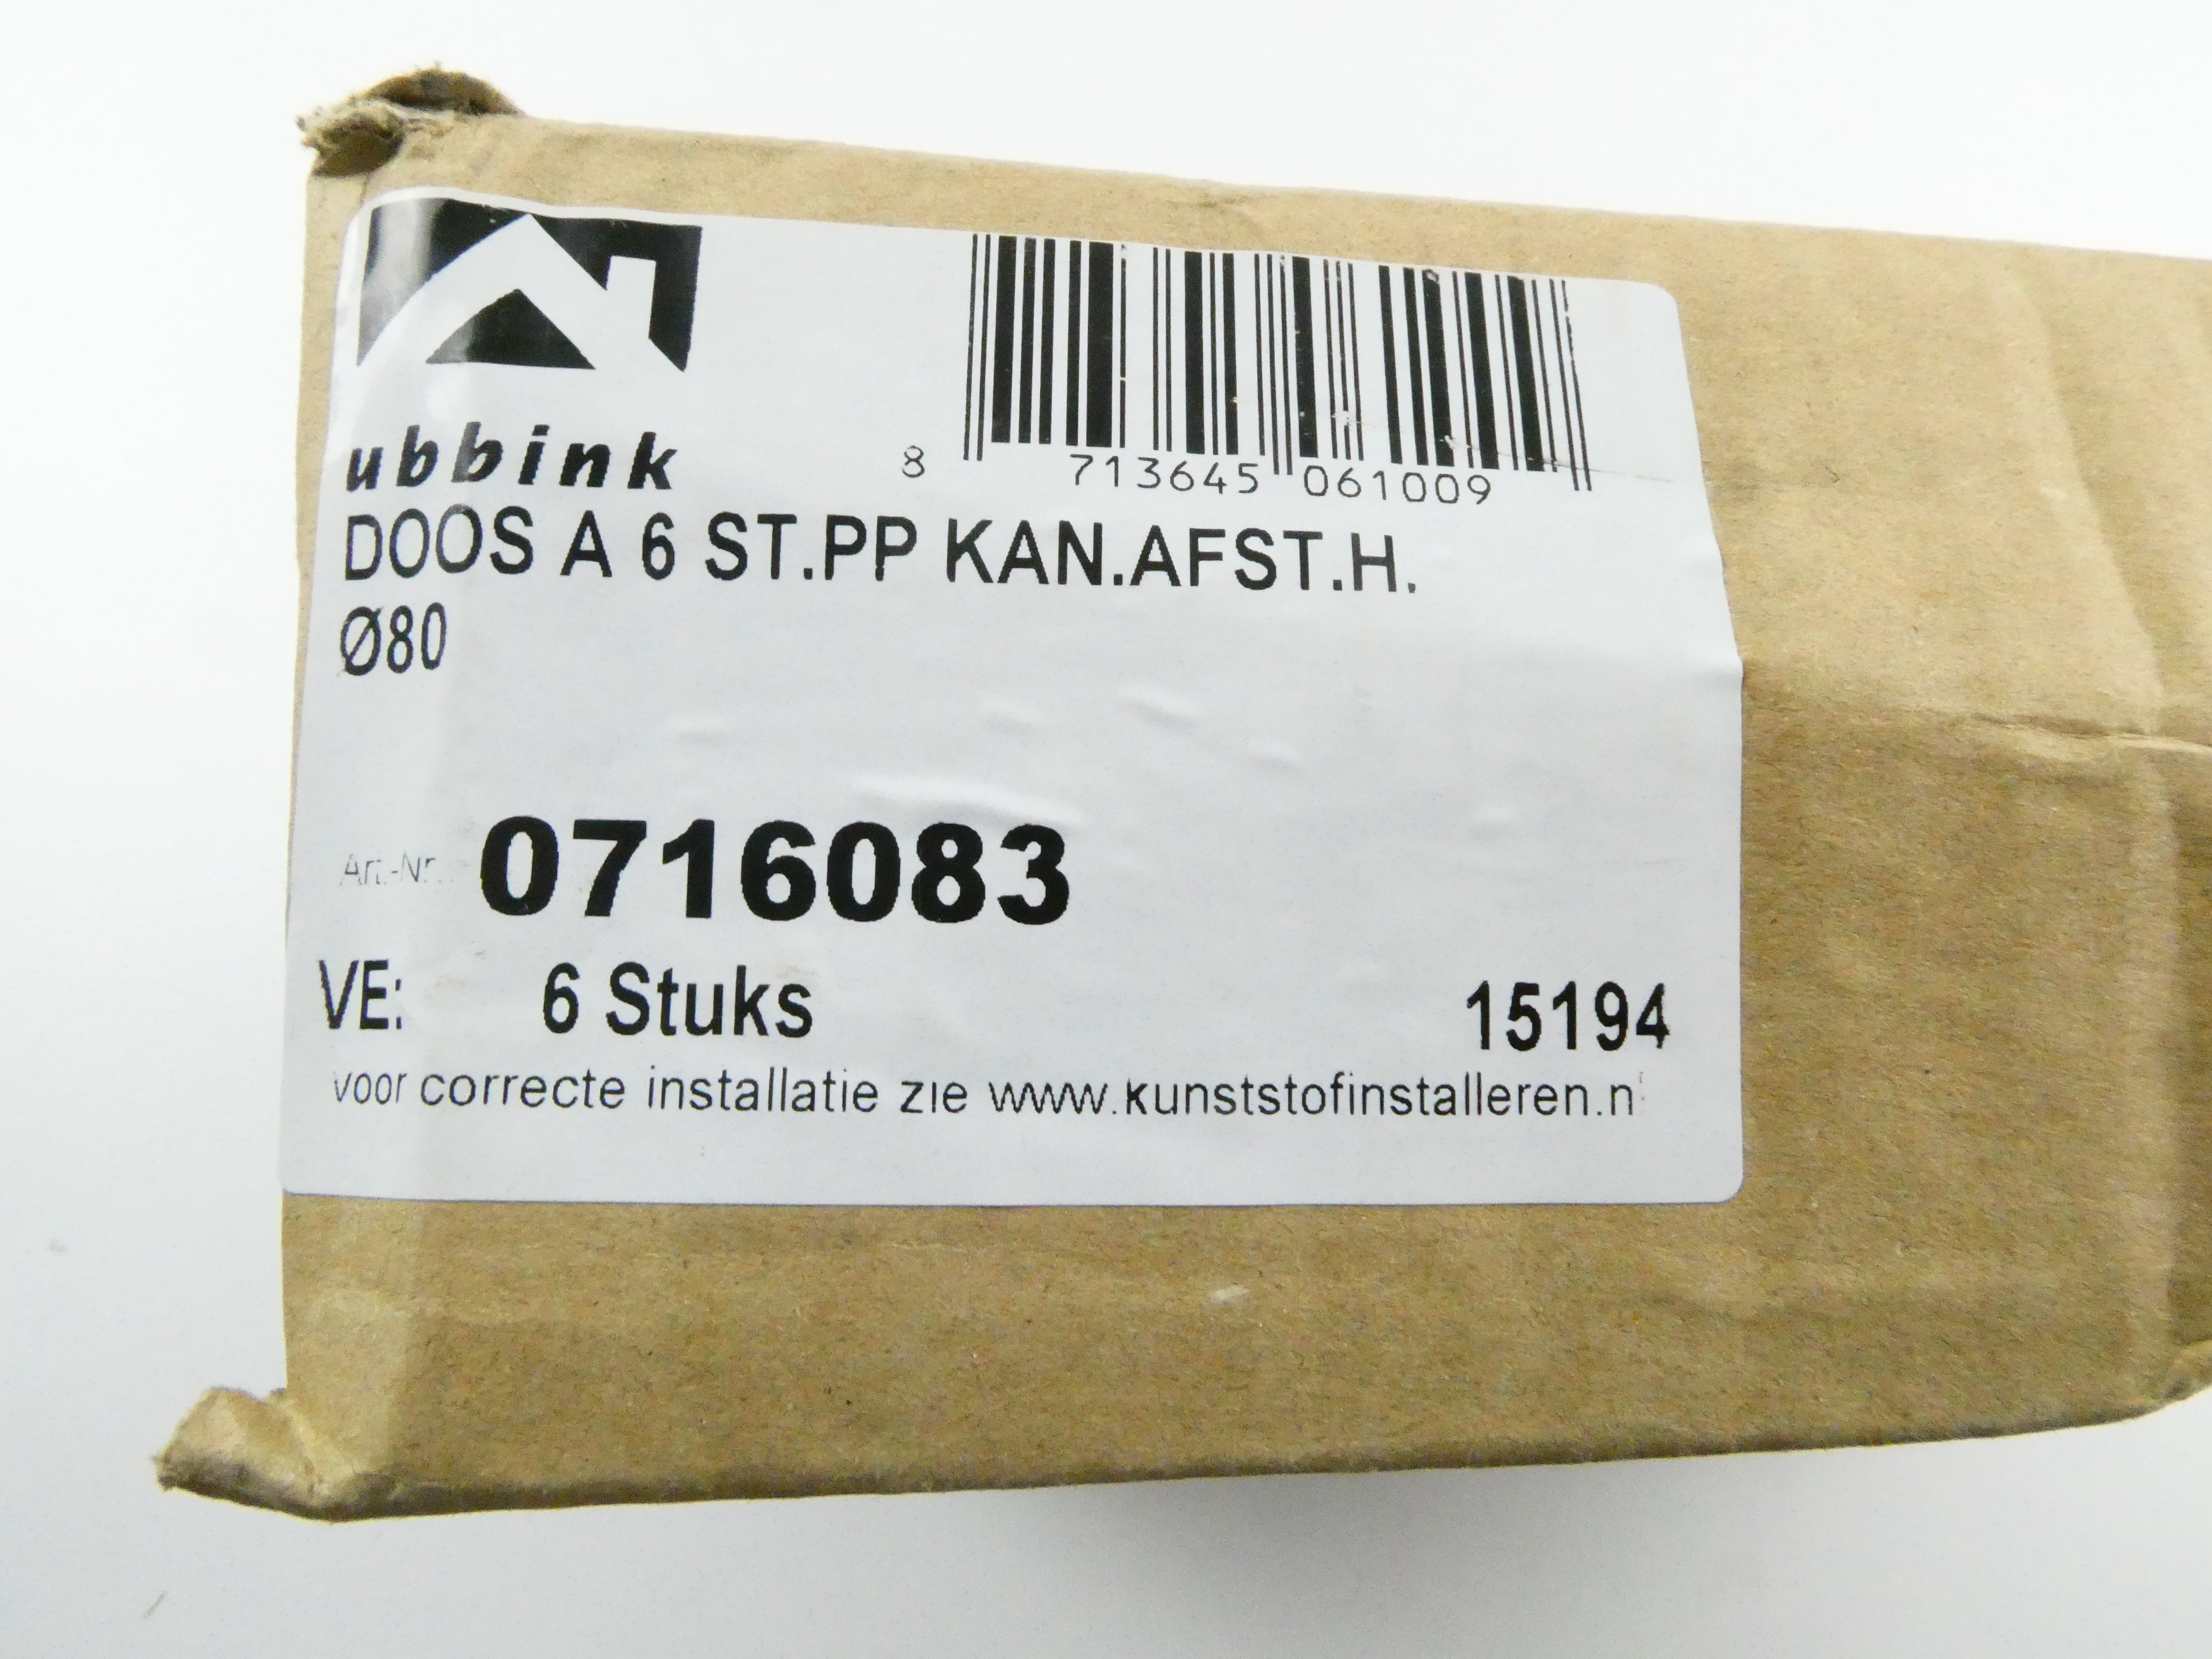 ubbink
8 713645 061009
DOOS A 6 ST.PP KAN.AFST.H.
Ø80
Art.-Nr. 0716083
VE: 6 Stuks 15194
voor correcte installatie zie www.kunststofinstalleren.n